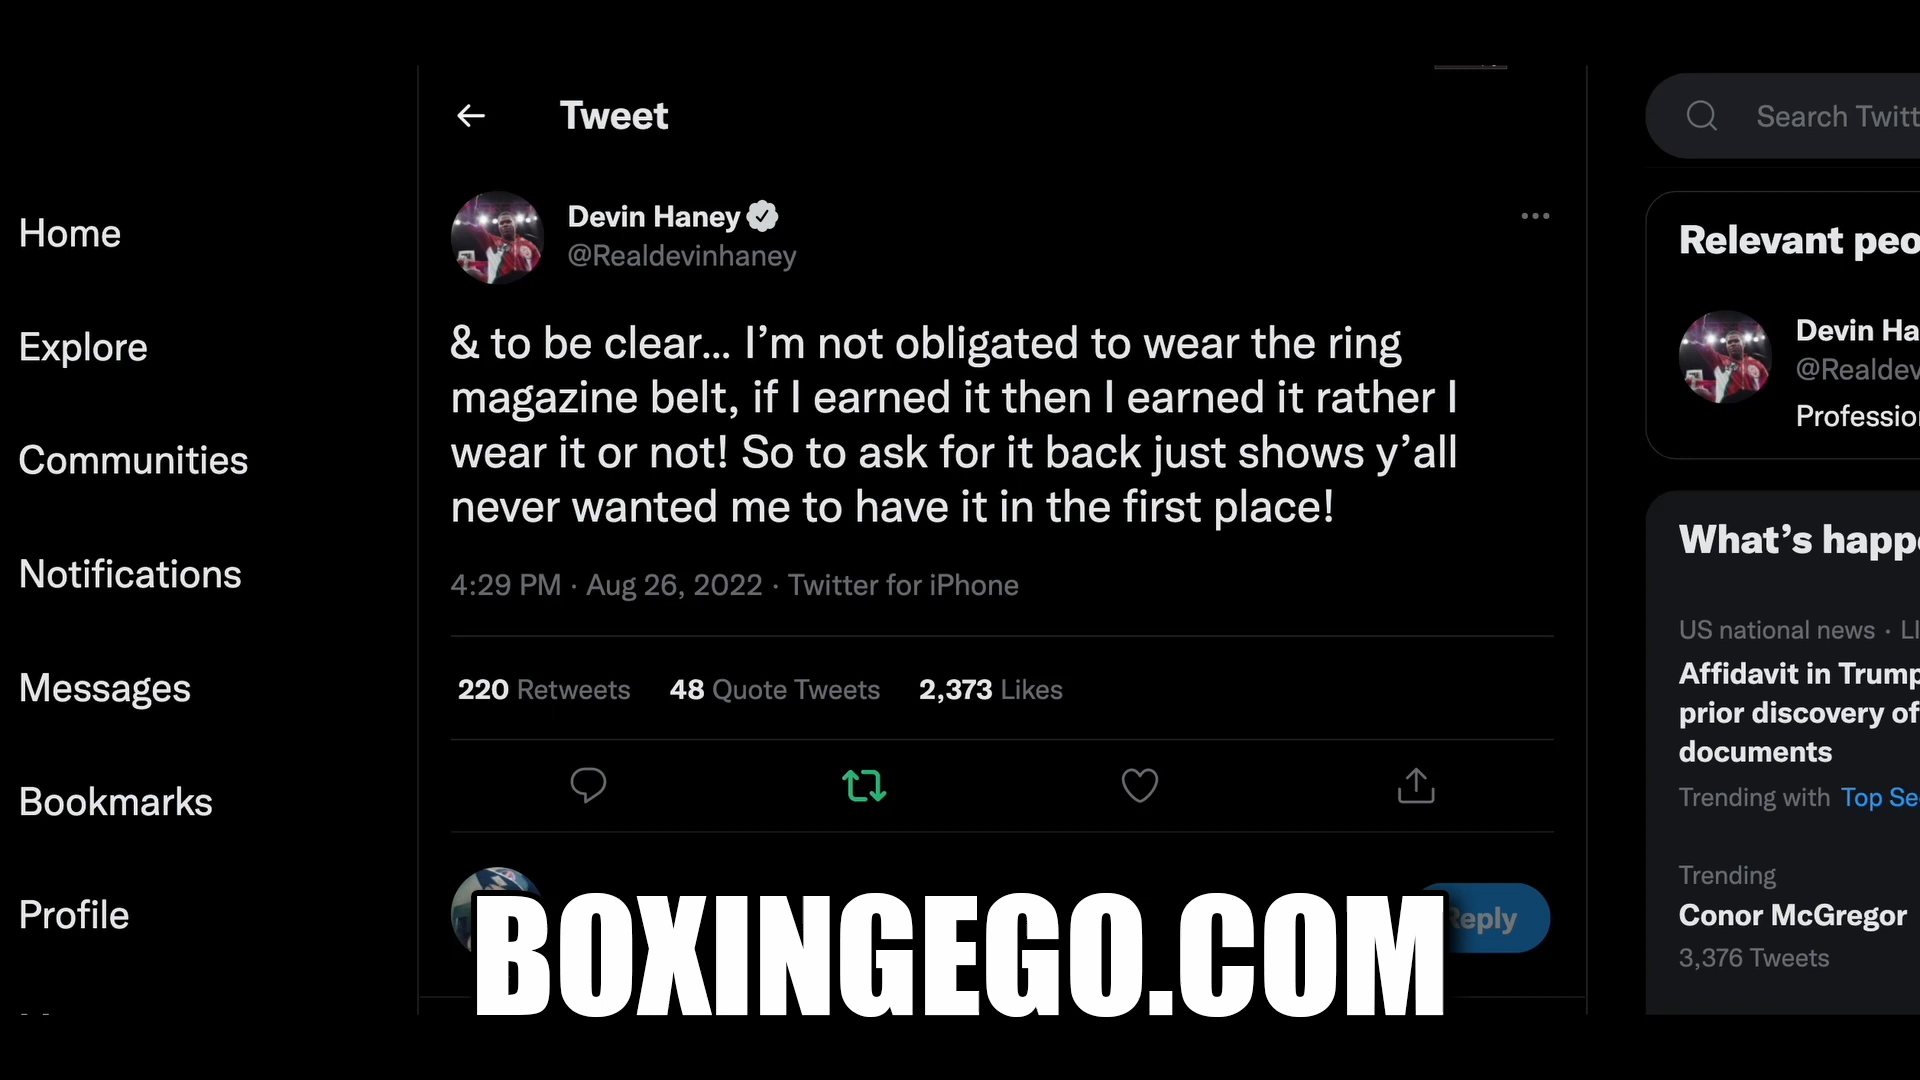 Tweet
Search Twitt
Home
Explore
Communities
Notifications
Messages
Bookmarks
Profile
Devin Haney
@Realdevinhaney
& to be clear... I'm not obligated to wear the ring
magazine belt, if I earned it then I earned it rather I
wear it or not! So to ask for it back just shows y'all
never wanted me to have it in the first place!
4:29 PM · Aug 26, 2022 · Twitter for iPhone
220 Retweets 48 Quote Tweets 2,373 Likes
Reply
BOXINGEGO.COM
Relevant peo
Devin Ha
@Realdev
Profession
What's happe
US national news · LI
Affidavit in Trump
prior discovery of
documents
Trending with Top Se
Trending
Conor McGregor
3,376 Tweets